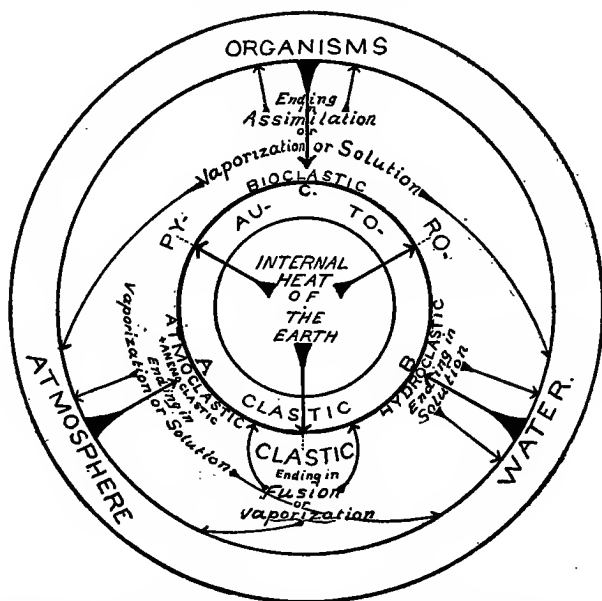 ORGANISMS
Ending
in
Assimilation
or
Vaporization or Solution
BIOCLASTIC
C.
PY-
AU-
TO-
RO-
INTERNAL
HEAT
OF
THE
EARTH
ATMOCLASTIC
+ANEMOCLASTIC
A
Ending in
Vaporization or Solution
B
HYDROCLASTIC
Ending in
Solution
CLASTIC
CLASTIC
Ending in
Fusion
or
Vaporization
ATMOSPHERE
WATER.